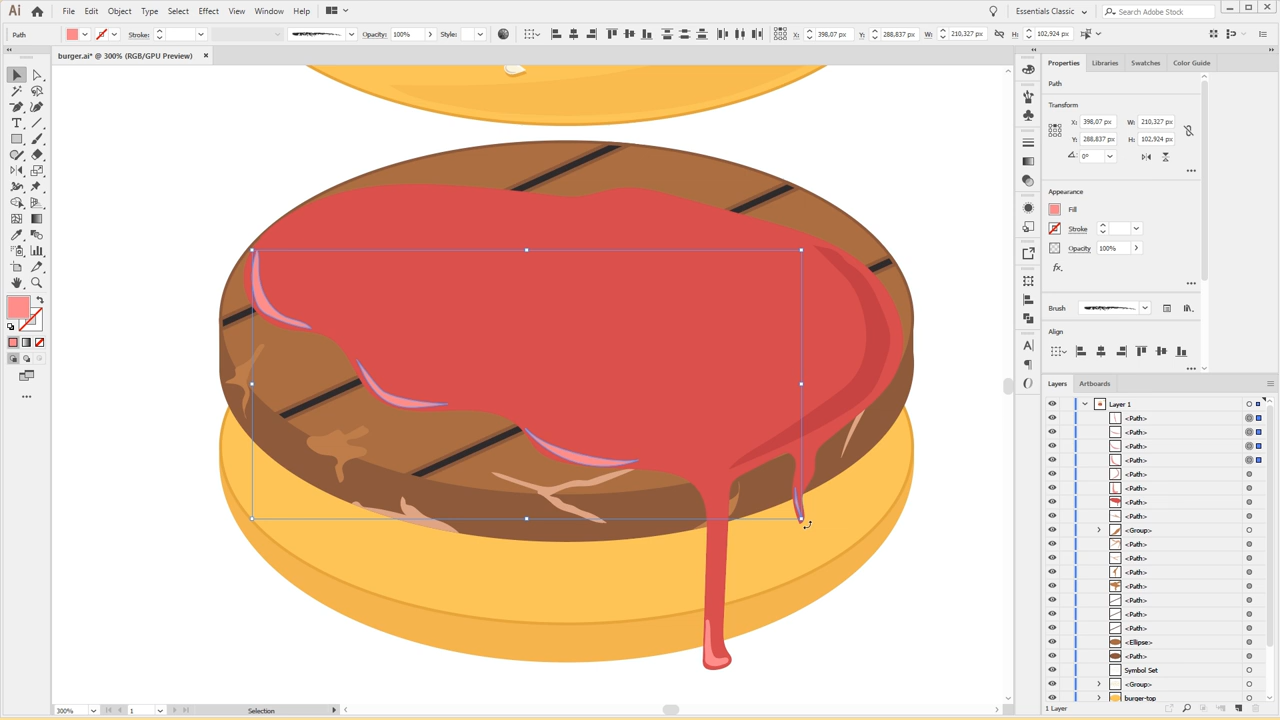 Ai File Edit Object Type Select Effect View Window Help Essentials Classic Search Adobe Stock
Path Stroke: Opacity: 100% Style: X: 398,07 px Y: 288,837 px W: 210,327 px H: 102,924 px
burger.ai* @ 300% (RGB/GPU Preview) ×
Properties Libraries Swatches Color Guide
Path
Transform
X: 398,07 px W: 210,327 px
Y: 288,837 px H: 102,924 px
0°
Appearance
Fill
Stroke
Opacity 100%
fx.
Brush
Align
Layers Artboards
Layer 1
<Path>
<Path>
<Path>
<Path>
<Path>
<Path>
<Path>
<Path>
<Group>
<Path>
<Path>
<Path>
<Path>
<Path>
<Path>
<Path>
<Ellipse>
<Path>
Symbol Set
<Group>
burger-top
1 Layer
300% 1 Selection